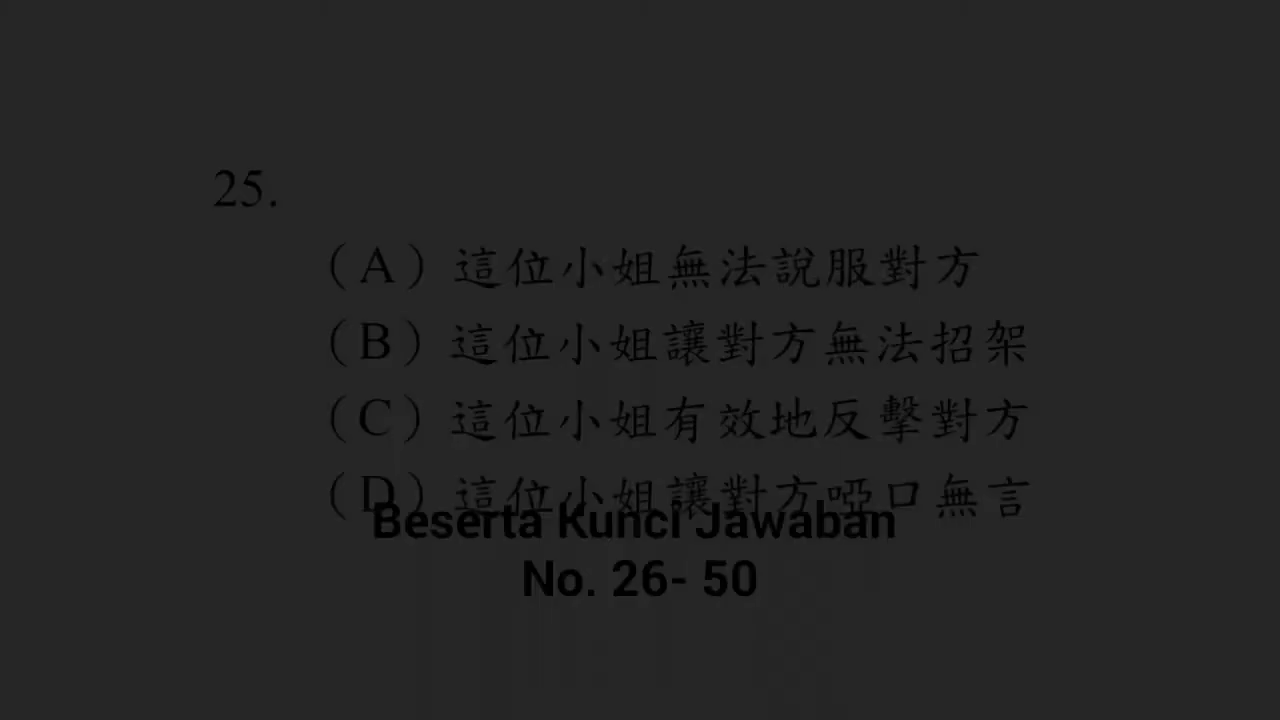 25.
(A) 這位小姐無法說服對方
(B) 這位小姐讓對方無法招架
(C) 這位小姐有效地反擊對方
(D) 這位小姐讓對方啞口無言
Beserta Kunci Jawaban
No. 26- 50